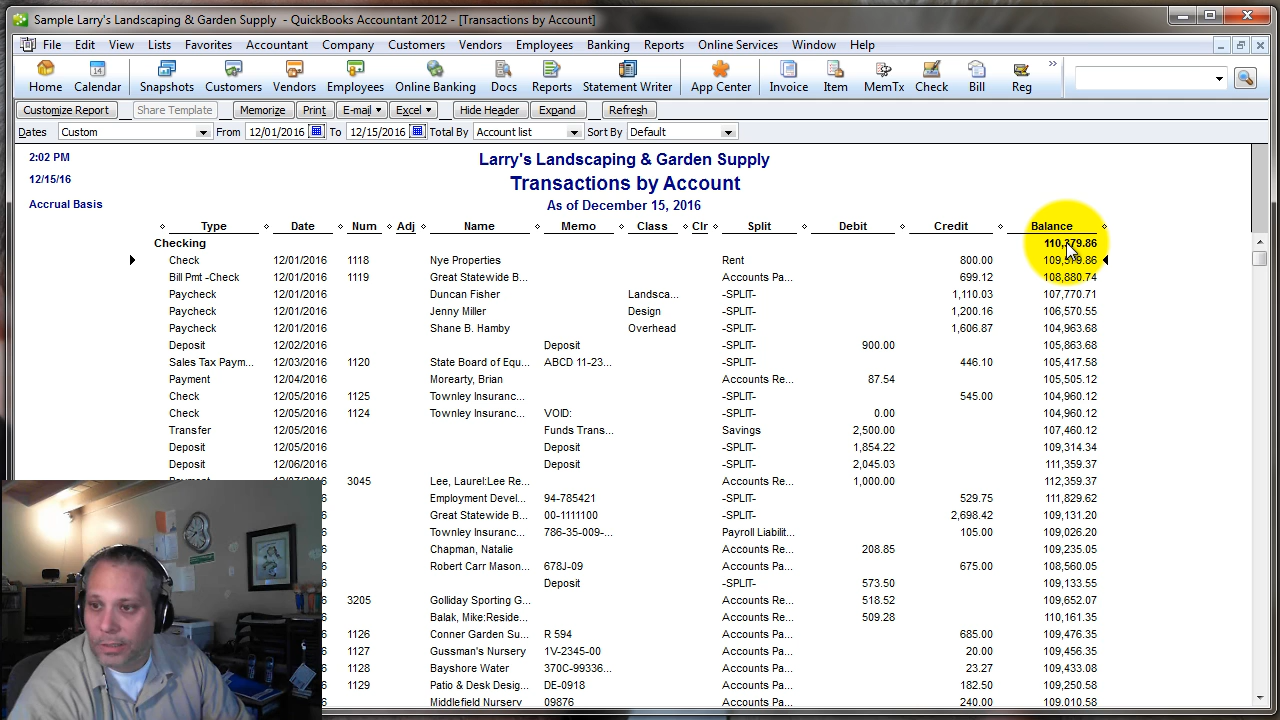 Sample Larry's Landscaping & Garden Supply - QuickBooks Accountant 2012 - [Transactions by Account]
File Edit View Lists Favorites Accountant Company Customers Vendors Employees Banking Reports Online Services Window Help
Home Calendar Snapshots Customers Vendors Employees Online Banking Docs Reports Statement Writer App Center Invoice Item MemTx Check Bill Reg
Customize Report Share Template Memorize Print E-mail Excel Hide Header Expand Refresh
Dates Custom From 12/01/2016 To 12/15/2016 Total By Account list Sort By Default
2:02 PM Larry's Landscaping & Garden Supply
12/15/16 Transactions by Account
Accrual Basis As of December 15, 2016
Type Date Num Adj Name Memo Class Clr Split Debit Credit Balance
Checking 110,379.86
Check 12/01/2016 1118 Nye Properties Rent 800.00 109,579.86
Bill Pmt -Check 12/01/2016 1119 Great Statewide B... Accounts Pa... 699.12 108,880.74
Paycheck 12/01/2016 Duncan Fisher Landsca... -SPLIT- 1,110.03 107,770.71
Paycheck 12/01/2016 Jenny Miller Design -SPLIT- 1,200.16 106,570.55
Paycheck 12/01/2016 Shane B. Hamby Overhead -SPLIT- 1,606.87 104,963.68
Deposit 12/02/2016 Deposit -SPLIT- 900.00 105,863.68
Sales Tax Paym... 12/03/2016 1120 State Board of Equ... ABCD 11-23... -SPLIT- 446.10 105,417.58
Payment 12/04/2016 Morearty, Brian Accounts Re... 87.54 105,505.12
Check 12/05/2016 1125 Townley Insuranc... -SPLIT- 545.00 104,960.12
Check 12/05/2016 1124 Townley Insuranc... VOID: -SPLIT- 0.00 104,960.12
Transfer 12/05/2016 Funds Trans... Savings 2,500.00 107,460.12
Deposit 12/05/2016 Deposit -SPLIT- 1,854.22 109,314.34
Deposit 12/06/2016 Deposit -SPLIT- 2,045.03 111,359.37
3045 Lee, Laurel:Lee Re... Accounts Re... 1,000.00 112,359.37
Employment Devel... 94-785421 -SPLIT- 529.75 111,829.62
Great Statewide B... 00-1111100 -SPLIT- 2,698.42 109,131.20
Townley Insuranc... 786-35-009-... Payroll Liabilit... 105.00 109,026.20
Chapman, Natalie Accounts Re... 208.85 109,235.05
Robert Carr Mason... 678J-09 Accounts Pa... 675.00 108,560.05
Deposit -SPLIT- 573.50 109,133.55
3205 Golliday Sporting G... Accounts Re... 518.52 109,652.07
Balak, Mike:Reside... Accounts Re... 509.28 110,161.35
1126 Conner Garden Su... R 594 Accounts Pa... 685.00 109,476.35
1127 Gussman's Nursery 1V-2345-00 Accounts Pa... 20.00 109,456.35
1128 Bayshore Water 370C-99336... Accounts Pa... 23.27 109,433.08
1129 Patio & Desk Desig... DE-0918 Accounts Pa... 182.50 109,250.58
Middlefield Nursery 09876 Accounts Pa... 240.00 109,010.58